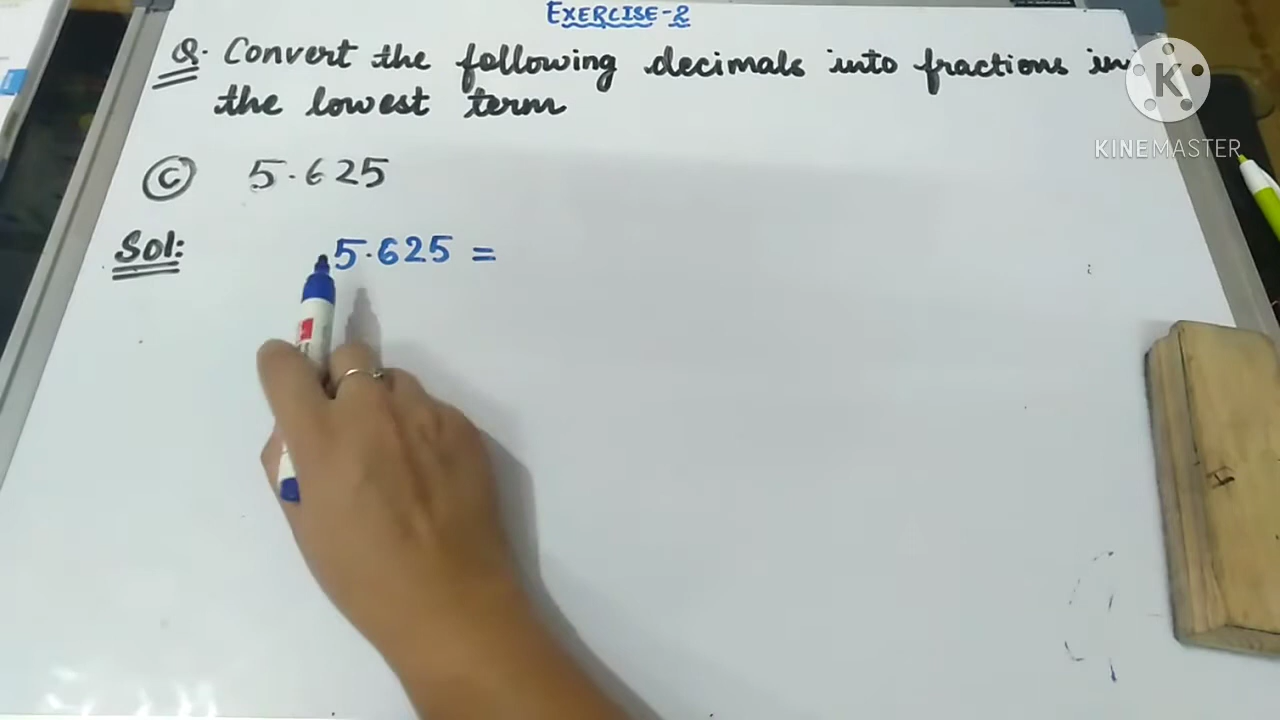 EXERCISE-2
Q. Convert the following decimals into fractions in
the lowest term
K
KINEMASTER
C 5.625
Sol: 5.625 =